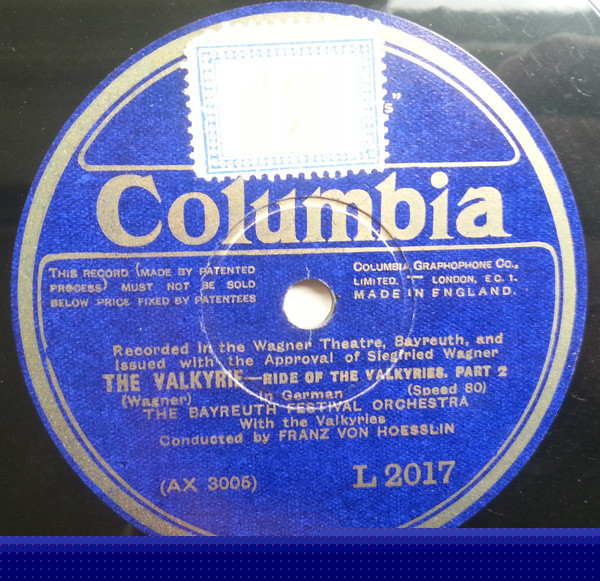 Columbia
THIS RECORD (MADE BY PATENTED
PROCESS) MUST NOT BE SOLD
BELOW PRICE FIXED BY PATENTEES
COLUMBIA GRAPHOPHONE CO.,
LIMITED. LONDON, E.C.1.
MADE IN ENGLAND.
Recorded in the Wagner Theatre, Bayreuth, and
Issued with the Approval of Siegfried Wagner
THE VALKYRIE—RIDE OF THE VALKYRIES. PART 2
(Wagner) In German (Speed 80)
THE BAYREUTH FESTIVAL ORCHESTRA
With the Valkyries
Conducted by FRANZ VON HOESSLIN
(AX 3005) L 2017